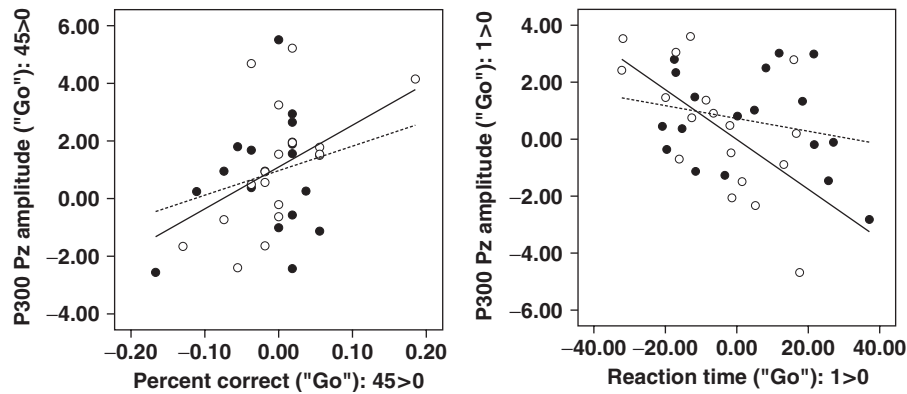 P300 Pz amplitude ("Go"): 45>0
6.00
4.00
2.00
0.00
−2.00
−4.00
−0.20 −0.10 0.00 0.10 0.20
Percent correct ("Go"): 45>0
P300 Pz amplitude ("Go"): 1>0
4.00
2.00
0.00
−2.00
−4.00
−6.00
−40.00 −20.00 0.00 20.00 40.00
Reaction time ("Go"): 1>0